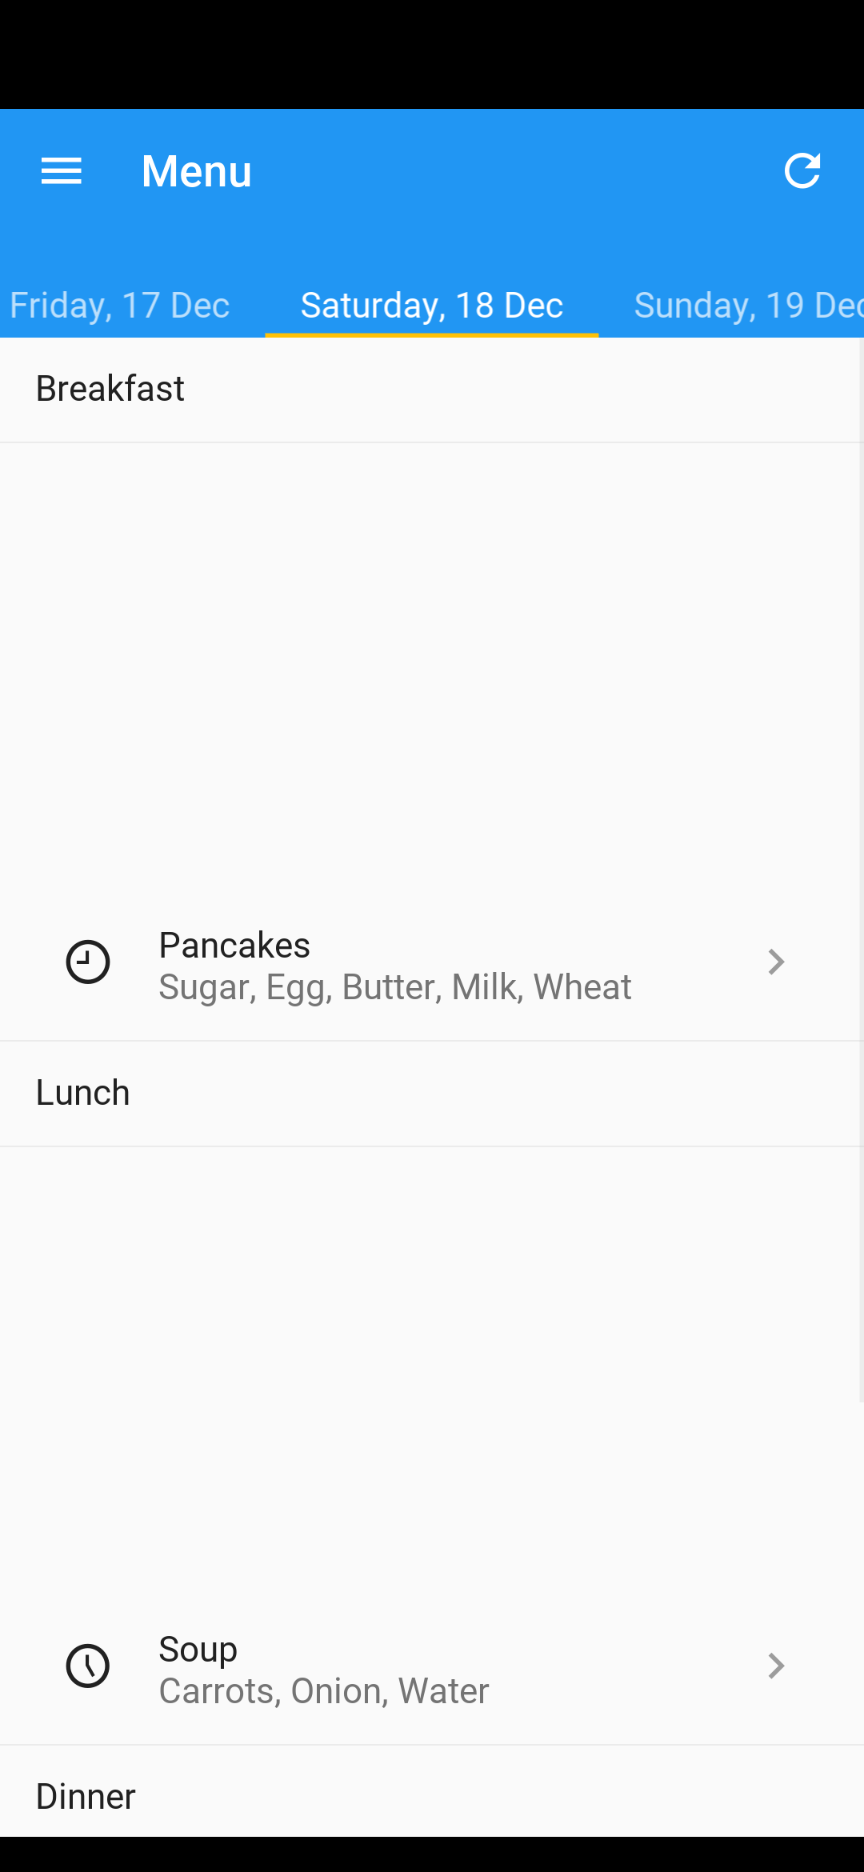 Menu
Friday, 17 Dec Saturday, 18 Dec Sunday, 19 Dec
Breakfast
Pancakes
Sugar, Egg, Butter, Milk, Wheat
Lunch
Soup
Carrots, Onion, Water
Dinner